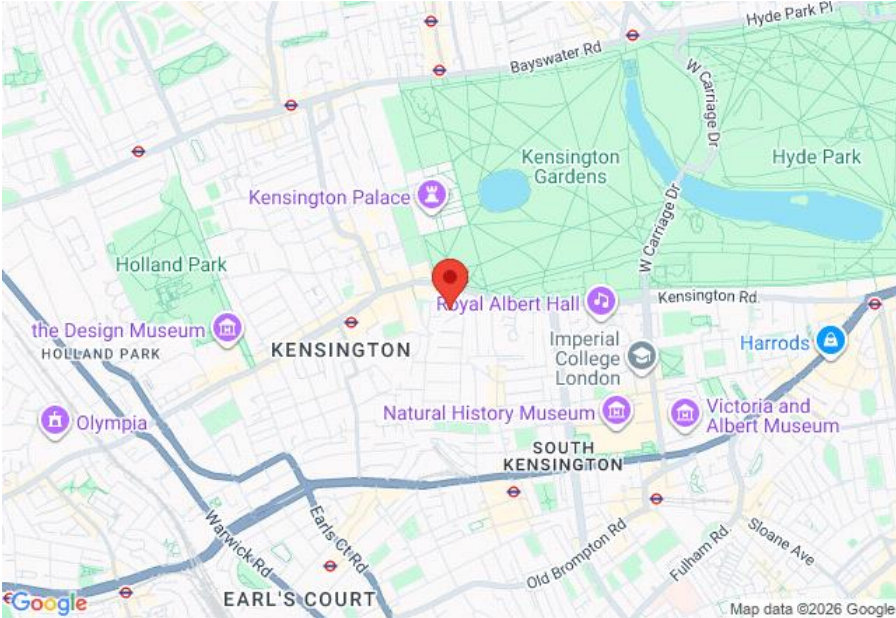 Hyde Park Pl
Bayswater Rd
W Carriage Dr
Kensington
Gardens
Hyde Park
Kensington Palace
W Carriage Dr
Holland Park
Royal Albert Hall
Kensington Rd.
the Design Museum
HOLLAND PARK
KENSINGTON
Imperial
College
London
Harrods
Olympia
Natural History Museum
Victoria and
Albert Museum
SOUTH
KENSINGTON
Warwick Rd
Earls Ct Rd
Old Brompton Rd
Fulham Rd.
Sloane Ave
EARL'S COURT
Google
Map data ©2026 Google